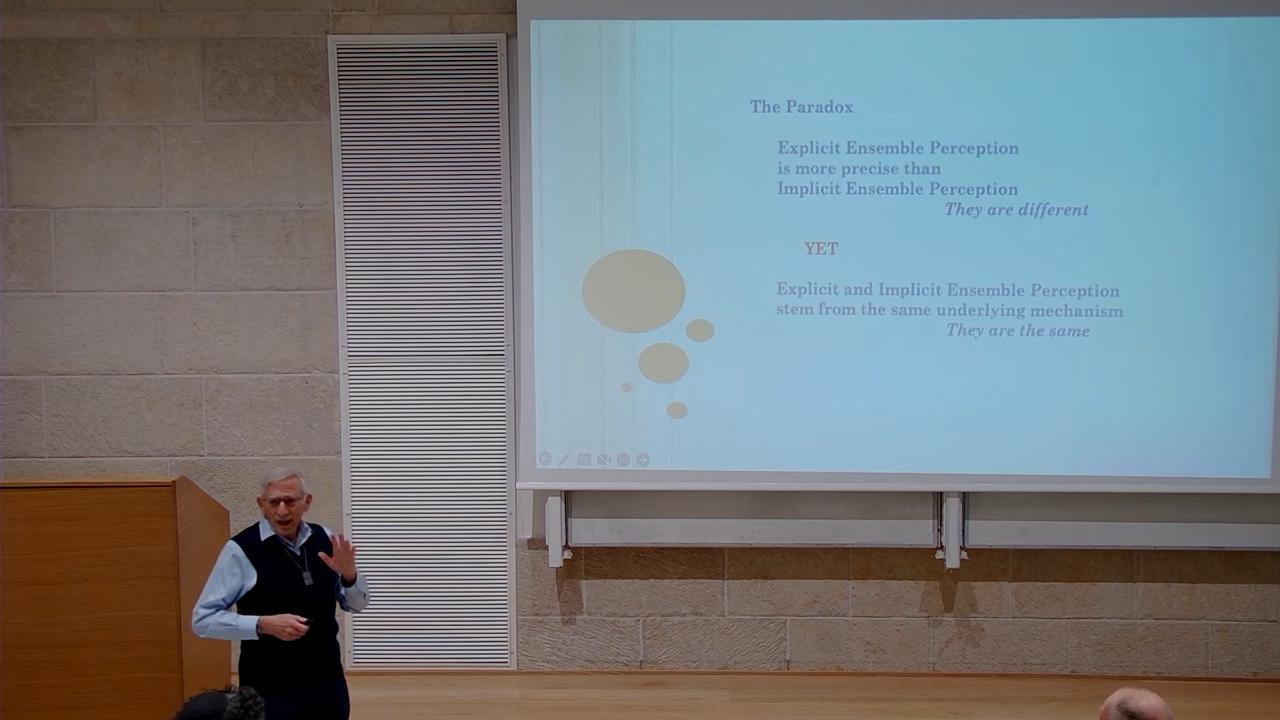 The Paradox
Explicit Ensemble Perception
is more precise than
Implicit Ensemble Perception
They are different
YET
Explicit and Implicit Ensemble Perception
stem from the same underlying mechanism
They are the same